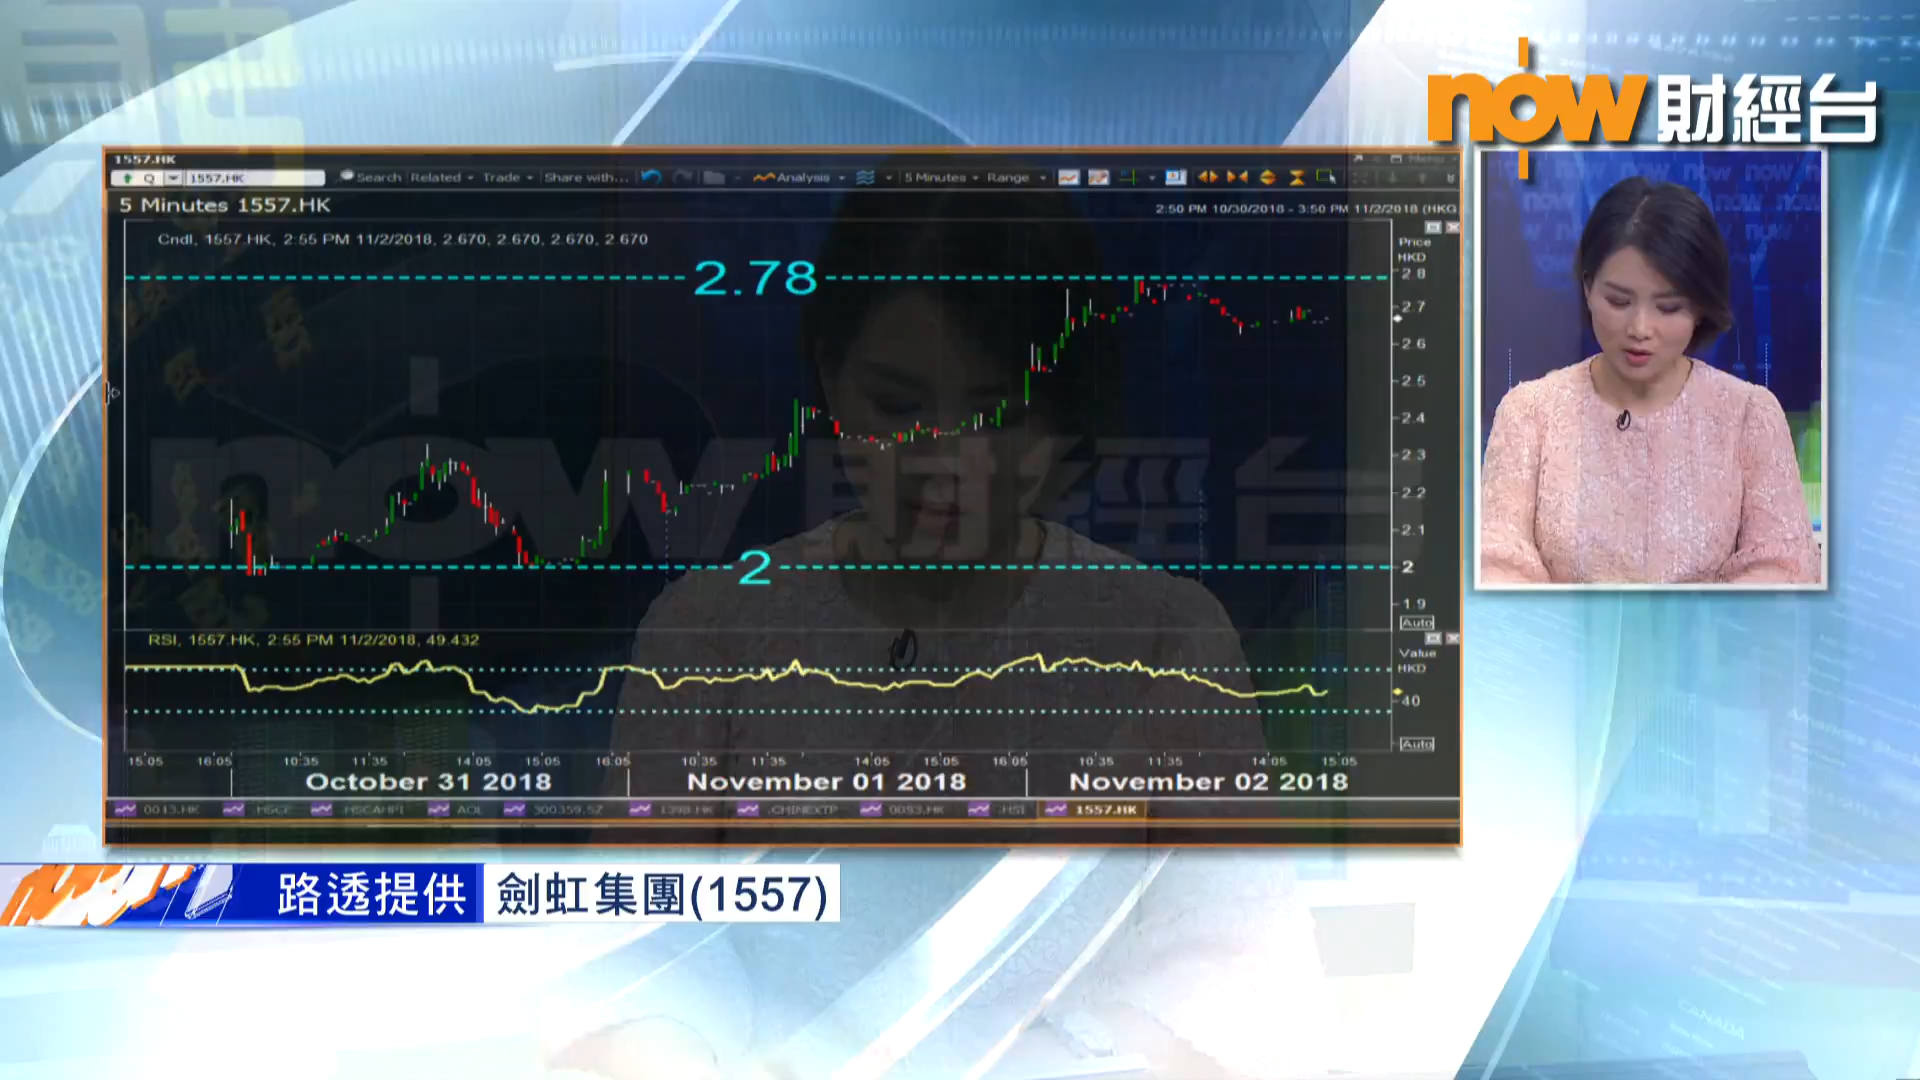 now 財經台
1557.HK
Q 1557.HK Search Related Trade Share with... Analysis 5 Minutes Range
5 Minutes 1557.HK
2:50 PM 10/30/2018 - 3:50 PM 11/2/2018 (HKG
Cndl, 1557.HK, 2:55 PM 11/2/2018, 2.670, 2.670, 2.670, 2.670
Price
HKD
2.78
2.8
2.7
2.6
2.5
2.4
2.3
2.2
2.1
2
2
1.9
Auto
now 財經台
RSI, 1557.HK, 2:55 PM 11/2/2018, 49.432
Value
HKD
40
Auto
15:05 16:05 10:35 11:35 14:05 15:05 16:05 10:35 11:35 14:05 15:05 16:05 10:35 11:35 14:05 15:05
October 31 2018 November 01 2018 November 02 2018
0013.HK HSCE HSCAHPI AOL 300359.SZ 1398.HK .CHINEXTP 0053.HK .HSI 1557.HK
路透提供 劍虹集團(1557)